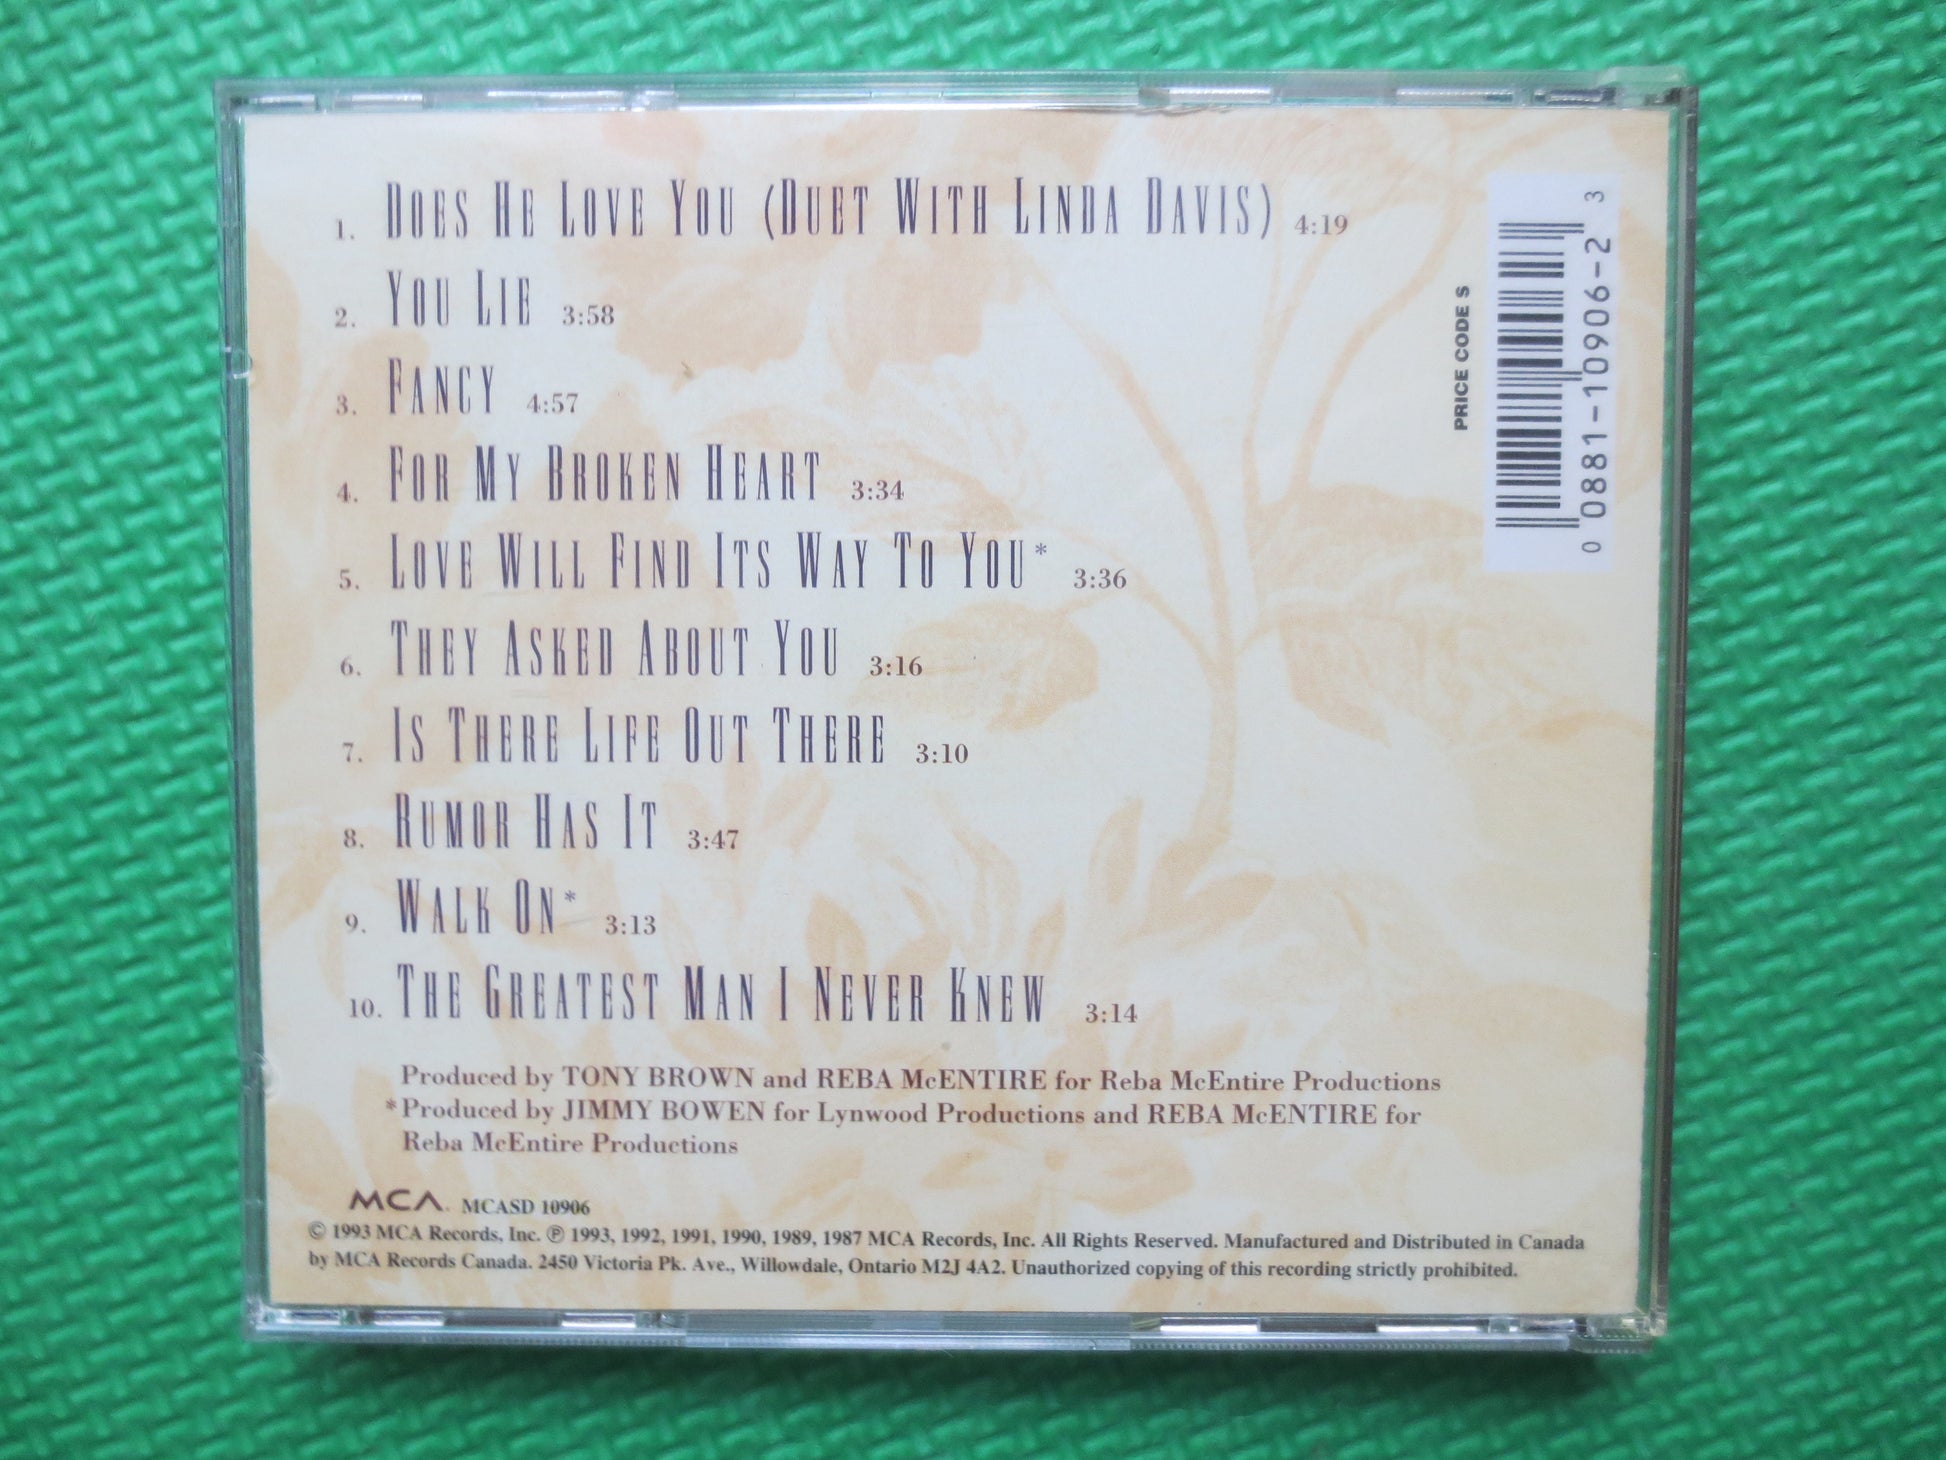 1. DOES HE LOVE YOU (DUET WITH LINDA DAVIS) 4:19
2. YOU LIE 3:58
3. FANCY 4:57
4. FOR MY BROKEN HEART 3:34
5. LOVE WILL FIND ITS WAY TO YOU* 3:36
6. THEY ASKED ABOUT YOU 3:16
7. IS THERE LIFE OUT THERE 3:10
8. RUMOR HAS IT 3:47
9. WALK ON* 3:13
10. THE GREATEST MAN I NEVER KNEW 3:14
Produced by TONY BROWN and REBA McENTIRE for Reba McEntire Productions
*Produced by JIMMY BOWEN for Lynwood Productions and REBA McENTIRE for
Reba McEntire Productions
MCA. MCASD 10906
© 1993 MCA Records, Inc. ℗ 1993, 1992, 1991, 1990, 1989, 1987 MCA Records, Inc. All Rights Reserved. Manufactured and Distributed in Canada
by MCA Records Canada. 2450 Victoria Pk. Ave., Willowdale, Ontario M2J 4A2. Unauthorized copying of this recording strictly prohibited.
PRICE CODE S
0 0881-10906-2 3